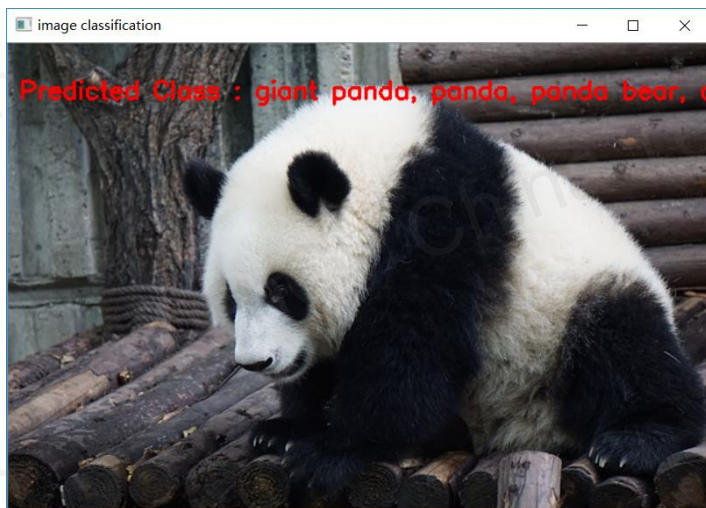 image classification
Predicted Class : giant panda, panda, panda bear,